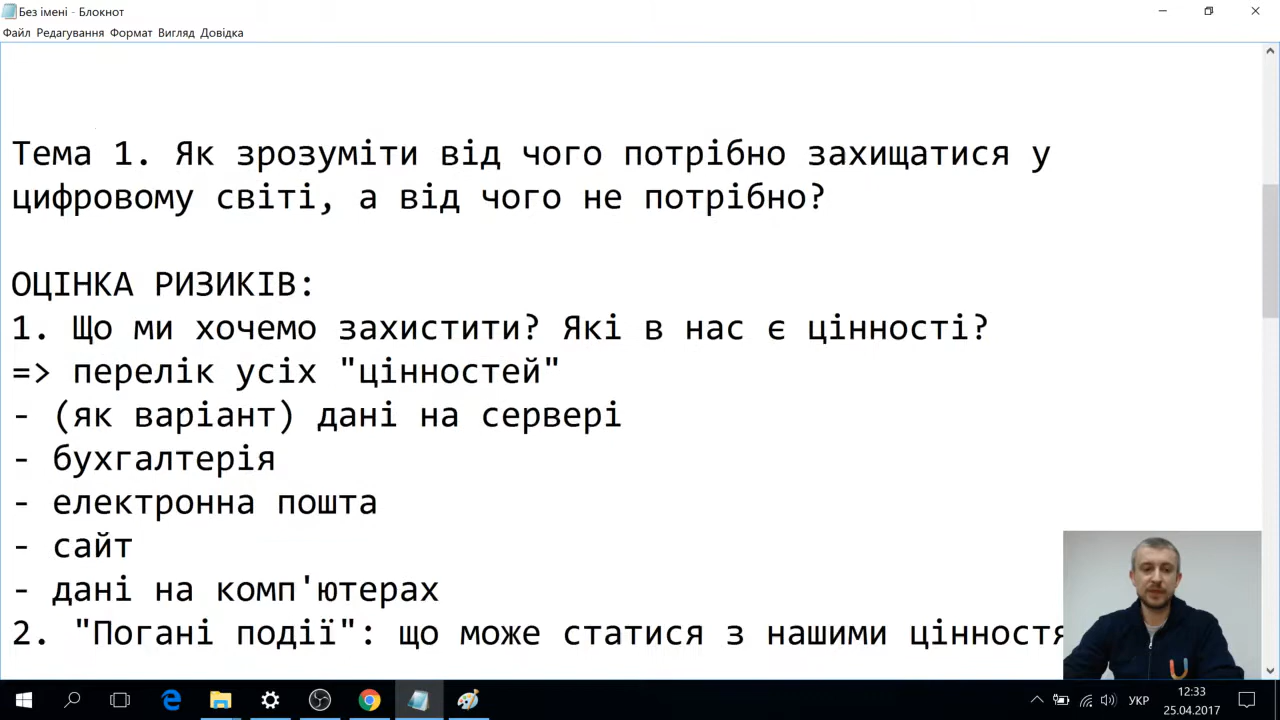 Без імені - Блокнот
Файл Редагування Формат Вигляд Довідка
Тема 1. Як зрозуміти від чого потрібно захищатися у
цифровому світі, а від чого не потрібно?
ОЦІНКА РИЗИКІВ:
1. Що ми хочемо захистити? Які в нас є цінності?
=> перелік усіх "цінностей"
- (як варіант) дані на сервері
- бухгалтерія
- електронна пошта
- сайт
- дані на комп'ютерах
2. "Погані події": що може статися з нашими цінностя
УКР
12:33
25.04.2017